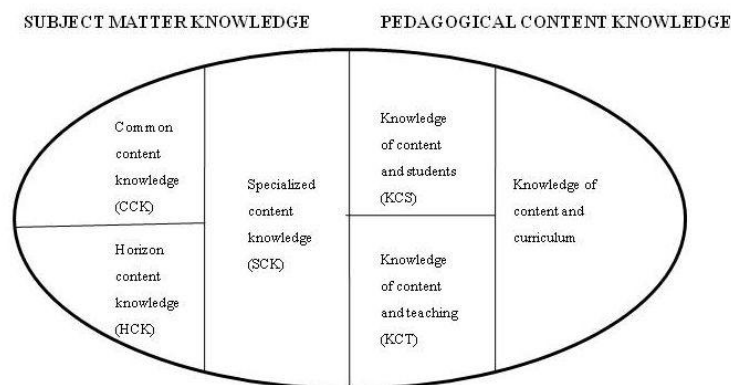 SUBJECT MATTER KNOWLEDGE
PEDAGOGICAL CONTENT KNOWLEDGE
Common
content
knowledge
(CCK)
Horizon
content
knowledge
(HCK)
Specialized
content
knowledge
(SCK)
Knowledge
of content
and students
(KCS)
Knowledge
of content
and teaching
(KCT)
Knowledge of
content and
curriculum